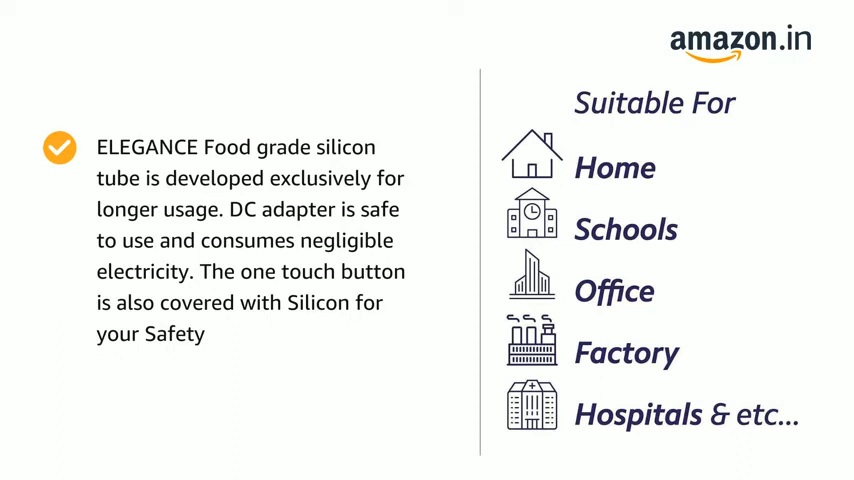 amazon.in
ELEGANCE Food grade silicon
tube is developed exclusively for
longer usage. DC adapter is safe
to use and consumes negligible
electricity. The one touch button
is also covered with Silicon for
your Safety
Suitable For
Home
Schools
Office
Factory
Hospitals & etc...